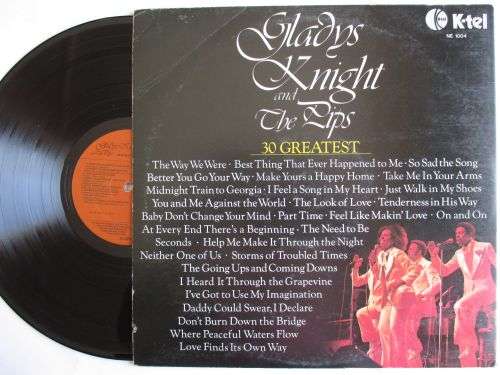 Gladys
Knight
and
The Pips
K-tel
NE 1004
30 GREATEST
The Way We Were · Best Thing That Ever Happened to Me · So Sad the Song
Better You Go Your Way · Make Yours a Happy Home · Take Me In Your Arms
Midnight Train to Georgia · I Feel a Song in My Heart · Just Walk in My Shoes
You and Me Against the World · The Look of Love · Tenderness in His Way
Baby Don't Change Your Mind · Part Time · Feel Like Makin' Love · On and On
At Every End There's a Beginning · The Need to Be
Seconds · Help Me Make It Through the Night
Neither One of Us · Storms of Troubled Times
The Going Ups and Coming Downs
I Heard It Through the Grapevine
I've Got to Use My Imagination
Daddy Could Swear, I Declare
Don't Burn Down the Bridge
Where Peaceful Waters Flow
Love Finds Its Own Way